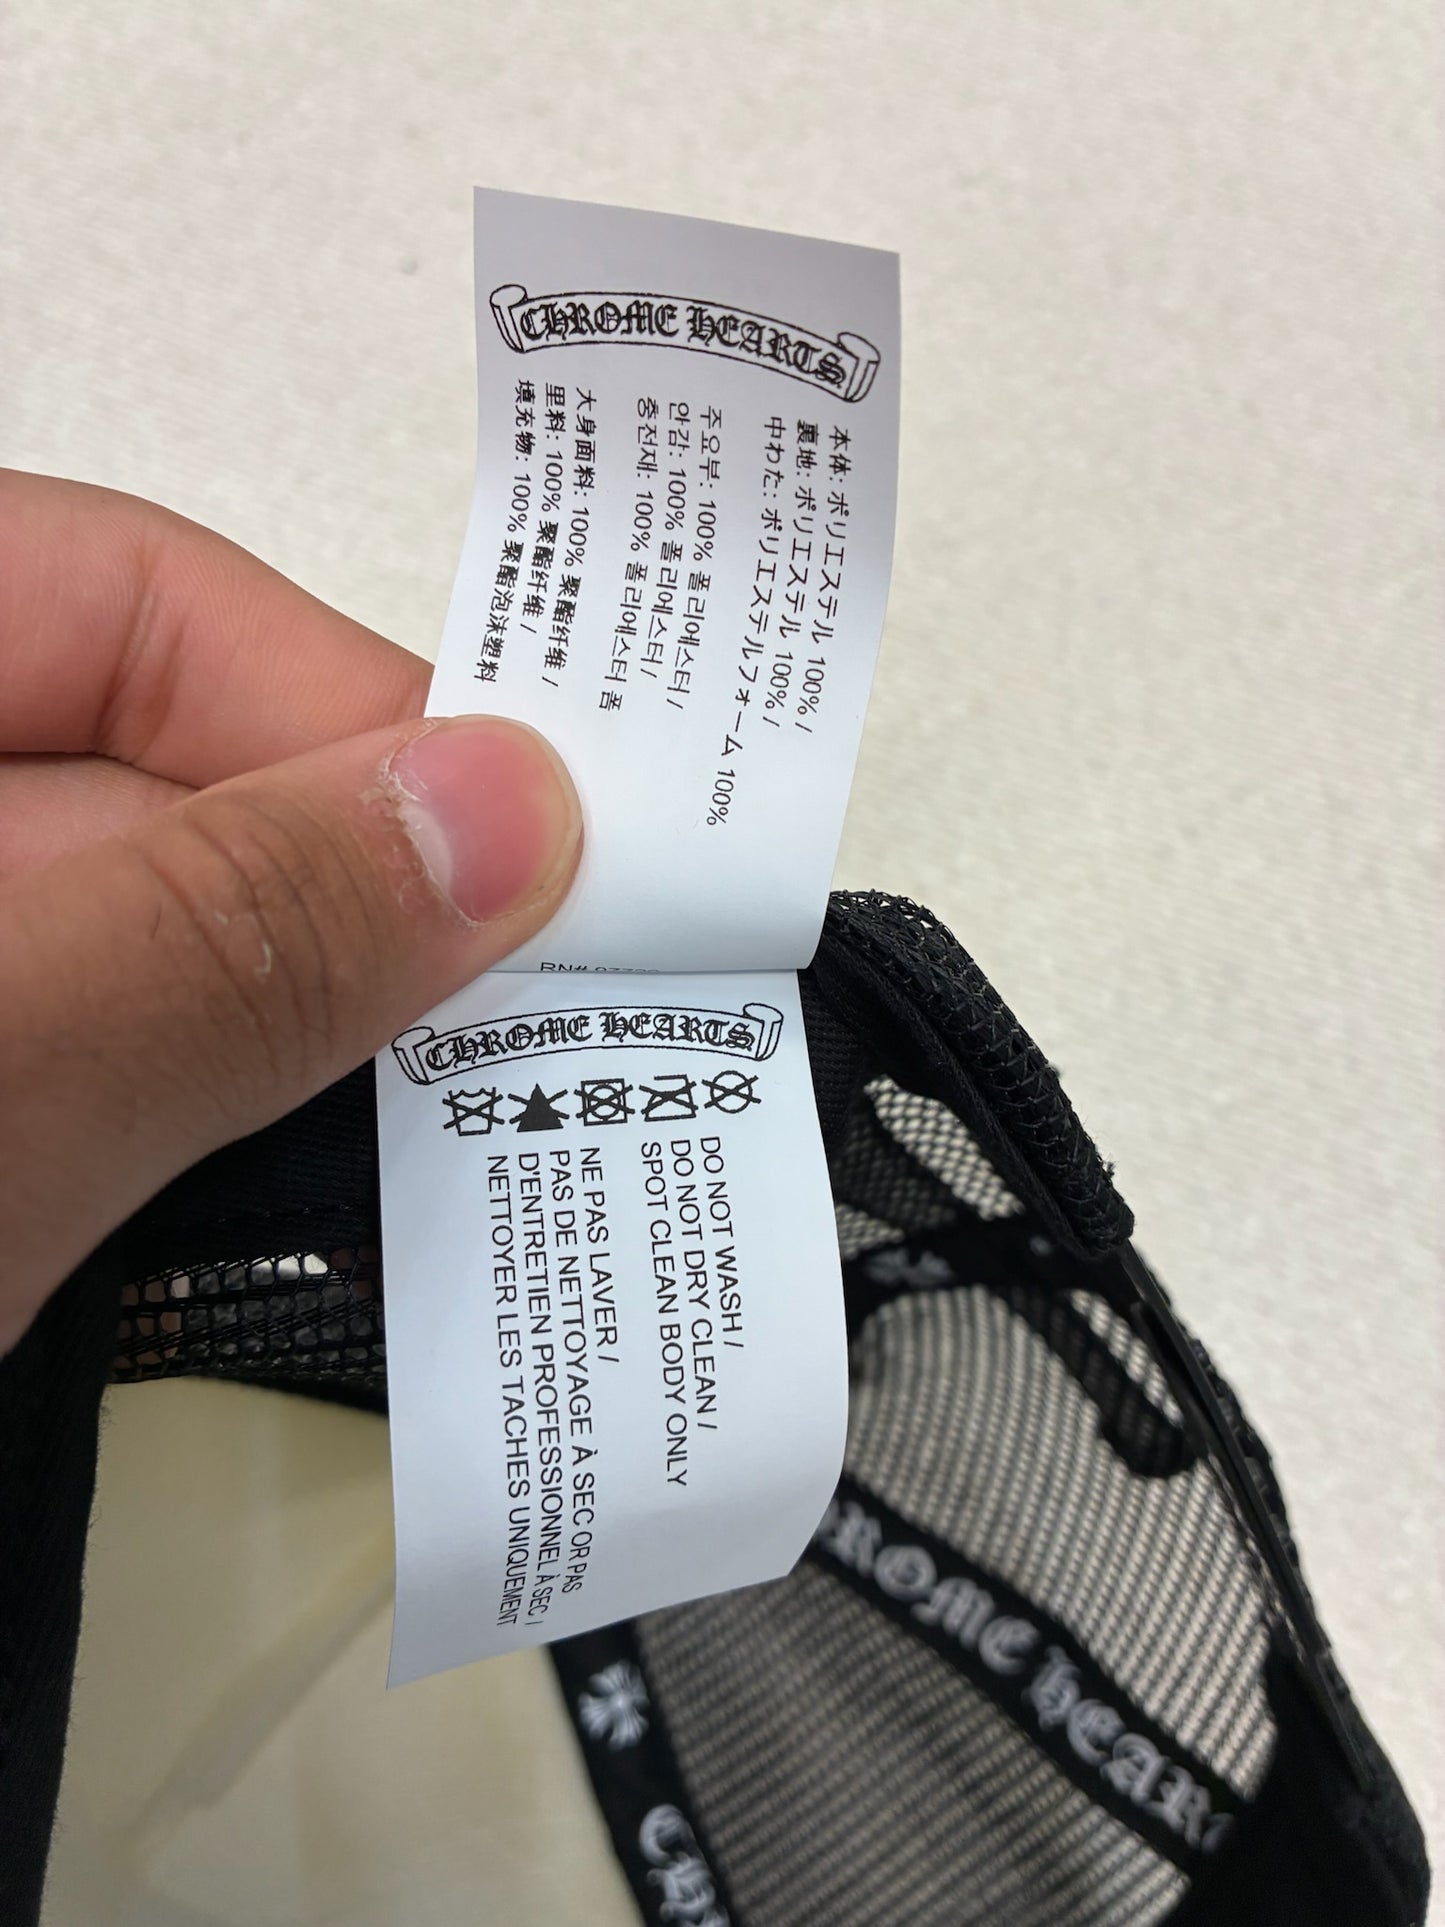 CHROME HEARTS
本体: ポリエステル 100% /
裏地: ポリエステル 100% /
中わた: ポリエステルフォーム 100%
주요부: 100% 폴리에스터 /
안감: 100% 폴리에스터 /
충전재: 100% 폴리에스터 폼
大身面料: 100% 聚酯纤维 /
里料: 100% 聚酯纤维 /
填充物: 100% 聚酯泡沫塑料
RN#
CHROME HEARTS
DO NOT WASH /
DO NOT DRY CLEAN /
SPOT CLEAN BODY ONLY
NE PAS LAVER /
PAS DE NETTOYAGE À SEC OR PAS
D'ENTRETIEN PROFESSIONNEL À SEC /
NETTOYER LES TACHES UNIQUEMENT
ROME HEAR
Ch